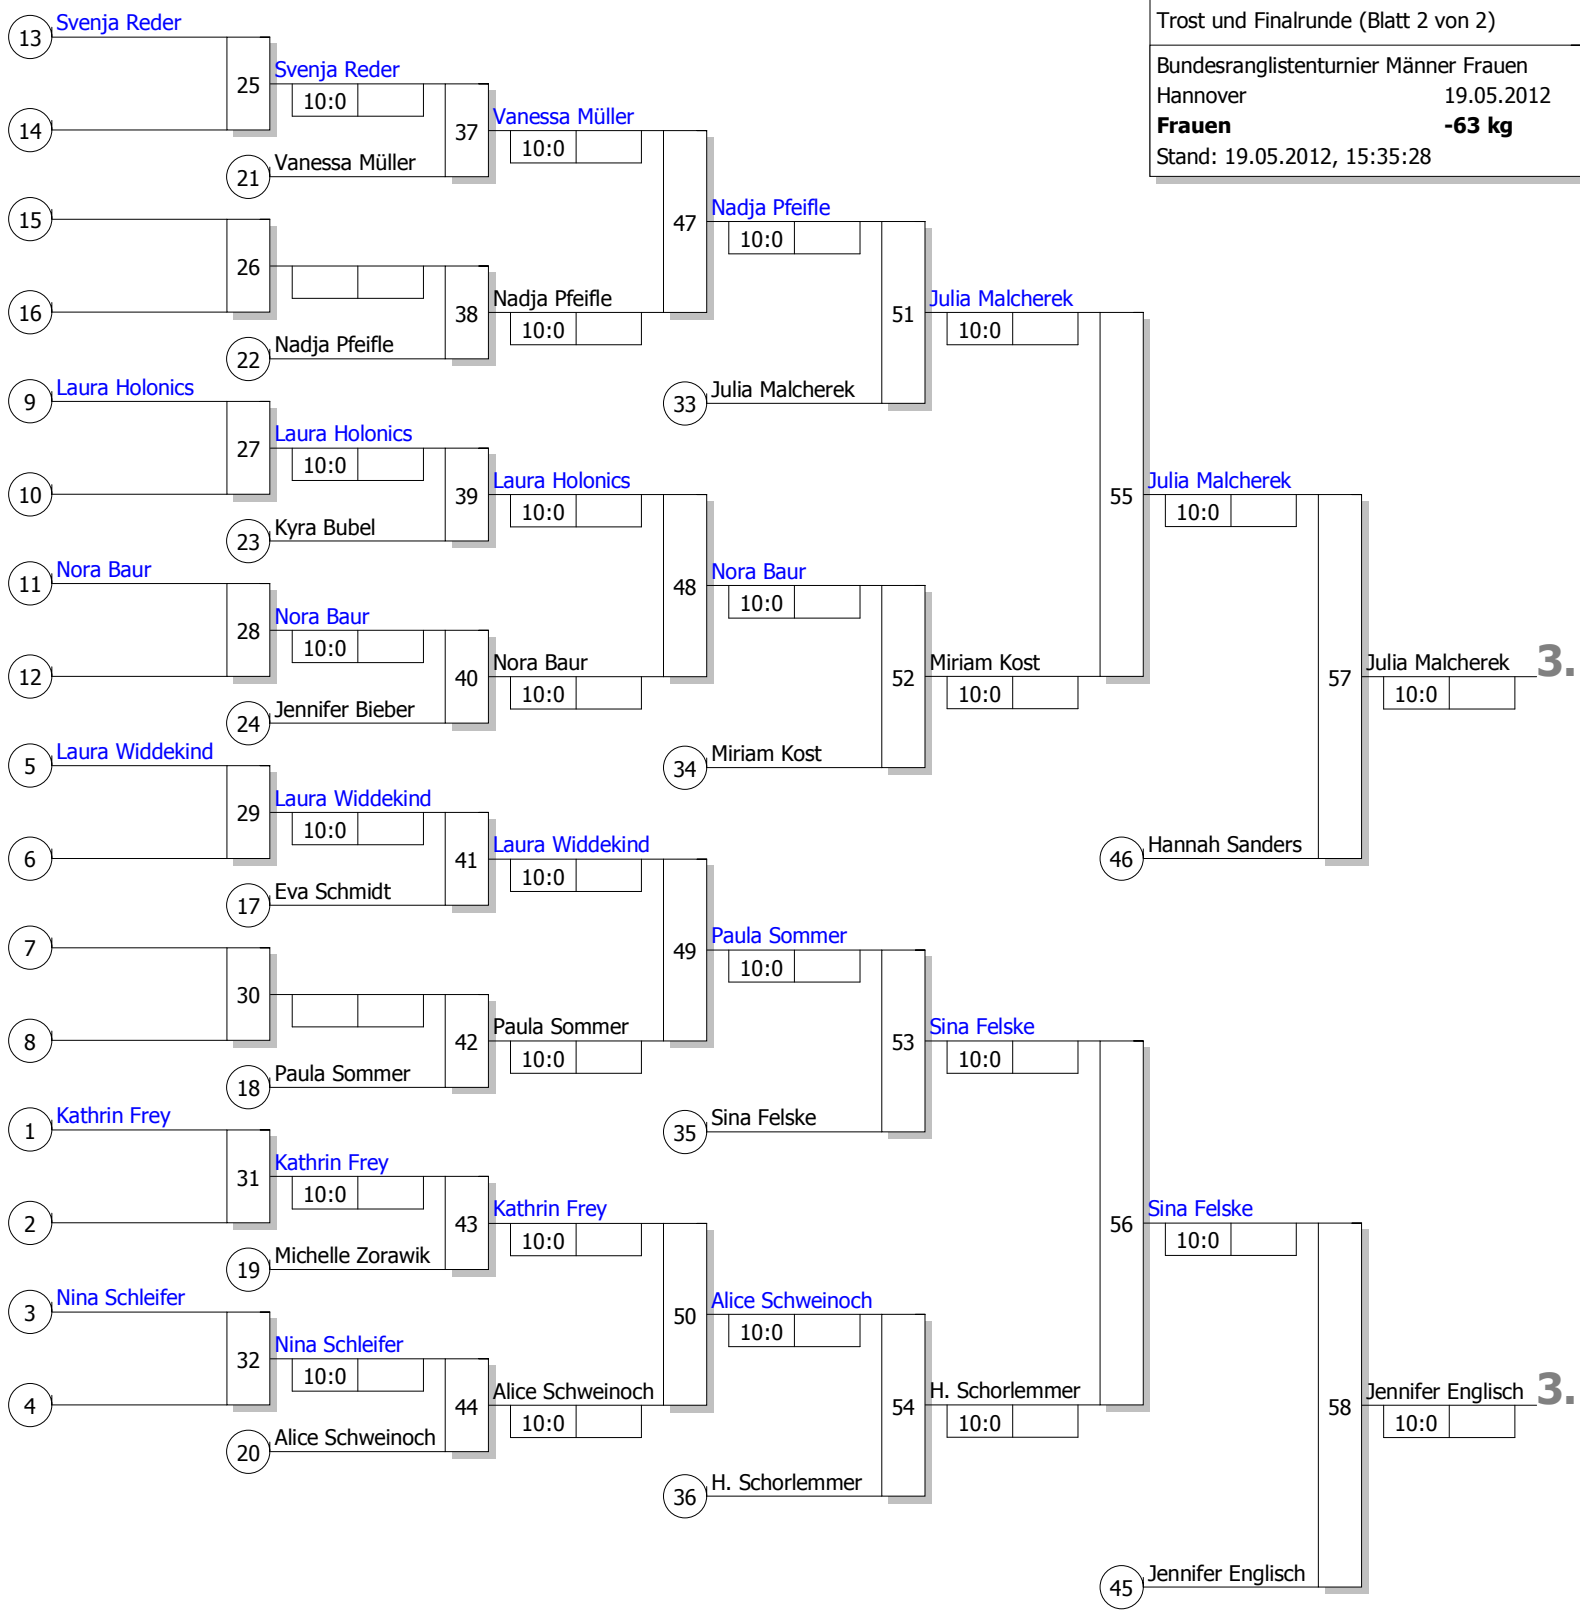 Trost und Finalrunde (Blatt 2 von 2)
Bundesranglistenturnier Männer Frauen
Hannover 19.05.2012
Frauen -63 kg
Stand: 19.05.2012, 15:35:28
13 Svenja Reder
25 Svenja Reder
10:0
14
37 Vanessa Müller
10:0
21 Vanessa Müller
15
47 Nadja Pfeifle
10:0
26
16
38 Nadja Pfeifle
10:0
22 Nadja Pfeifle
51 Julia Malcherek
10:0
33 Julia Malcherek
9 Laura Holonics
27 Laura Holonics
10:0
10
39 Laura Holonics
10:0
23 Kyra Bubel
55 Julia Malcherek
10:0
11 Nora Baur
48 Nora Baur
10:0
28 Nora Baur
10:0
12
40 Nora Baur
10:0
24 Jennifer Bieber
52 Miriam Kost
10:0
34 Miriam Kost
57 Julia Malcherek 3.
10:0
5 Laura Widdekind
29 Laura Widdekind
10:0
6
41 Laura Widdekind
10:0
46 Hannah Sanders
17 Eva Schmidt
7
49 Paula Sommer
10:0
30
8
42 Paula Sommer
10:0
18 Paula Sommer
53 Sina Felske
10:0
35 Sina Felske
1 Kathrin Frey
31 Kathrin Frey
10:0
2
43 Kathrin Frey
10:0
19 Michelle Zorawik
56 Sina Felske
10:0
3 Nina Schleifer
50 Alice Schweinoch
10:0
32 Nina Schleifer
10:0
4
44 Alice Schweinoch
10:0
20 Alice Schweinoch
54 H. Schorlemmer
10:0
36 H. Schorlemmer
58 Jennifer Englisch 3.
10:0
45 Jennifer Englisch